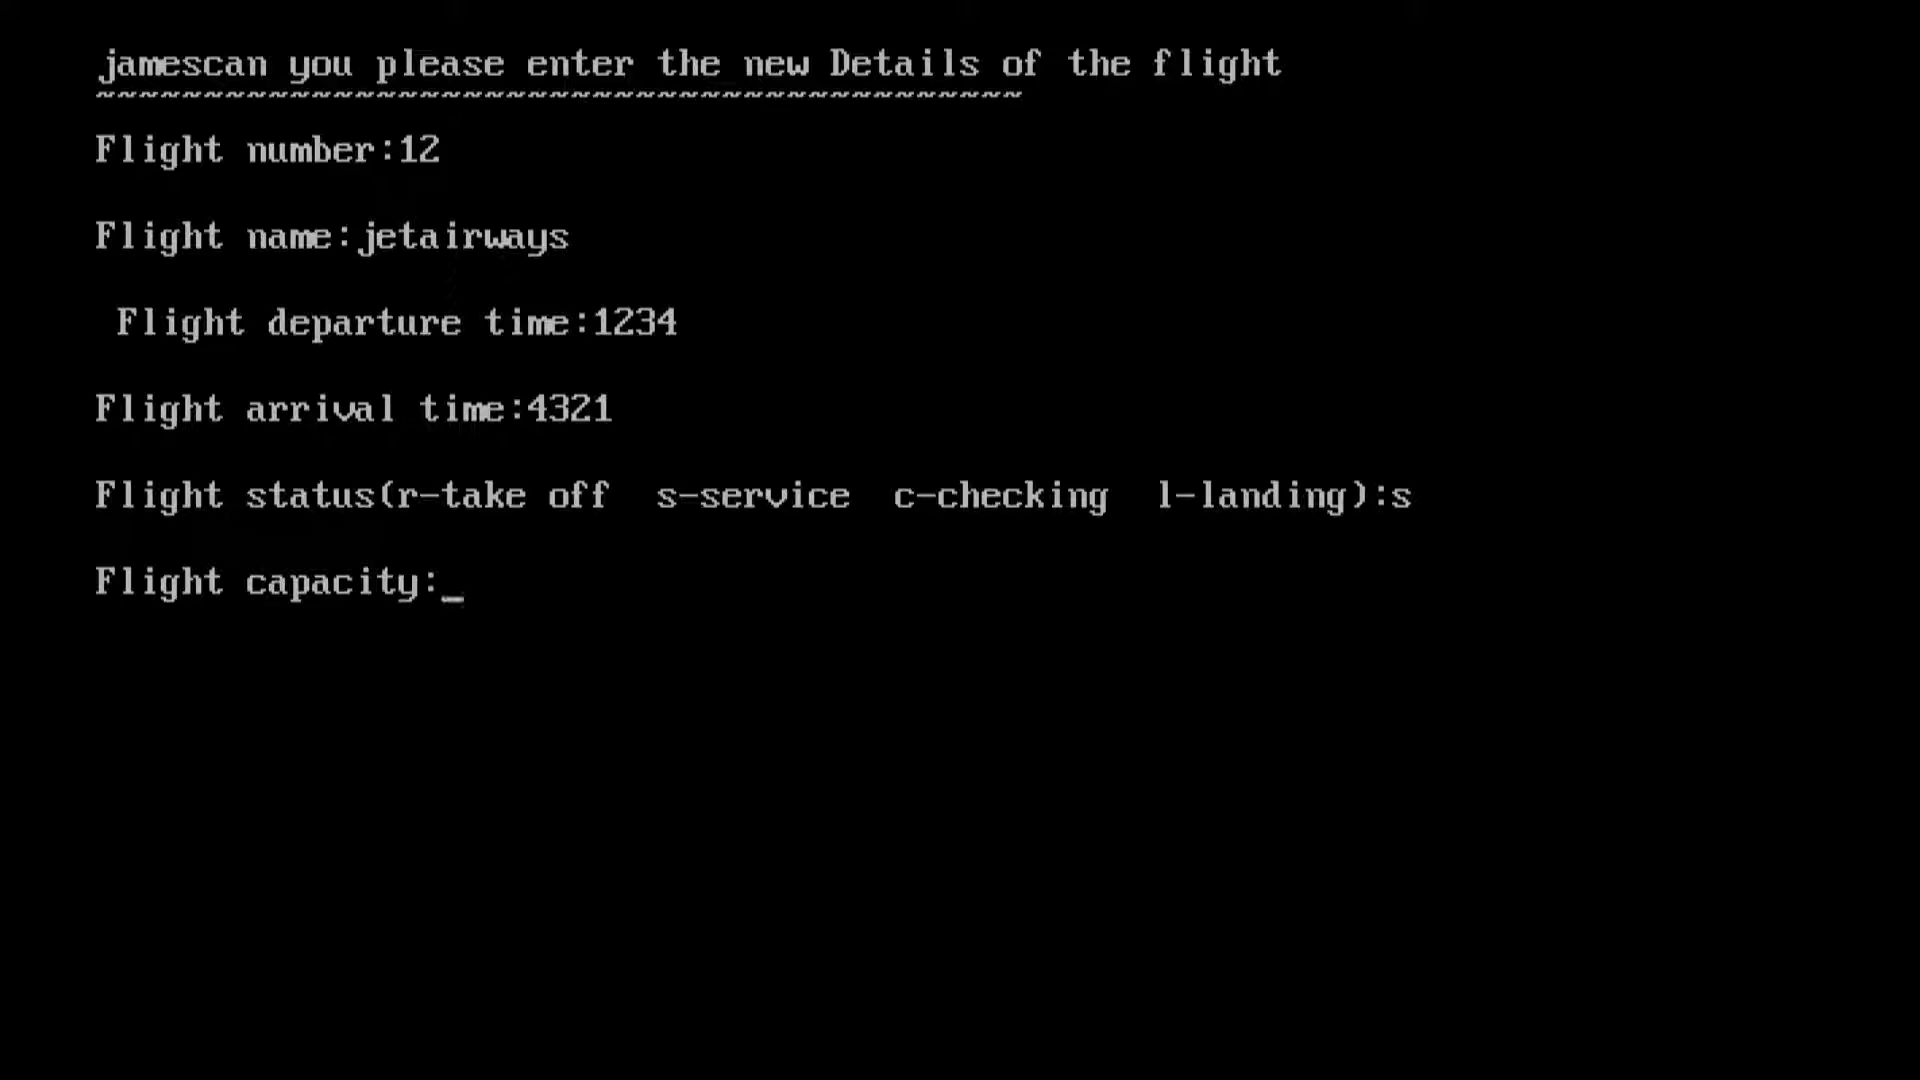 jamescan you please enter the new Details of the flight
~~~~~~~~~~~~~~~~~~~~~~~~~~~~~~~~~~~~~~~~~~~
Flight number:12
Flight name:jetairways
Flight departure time:1234
Flight arrival time:4321
Flight status(r-take off  s-service  c-checking  l-landing):s
Flight capacity:_